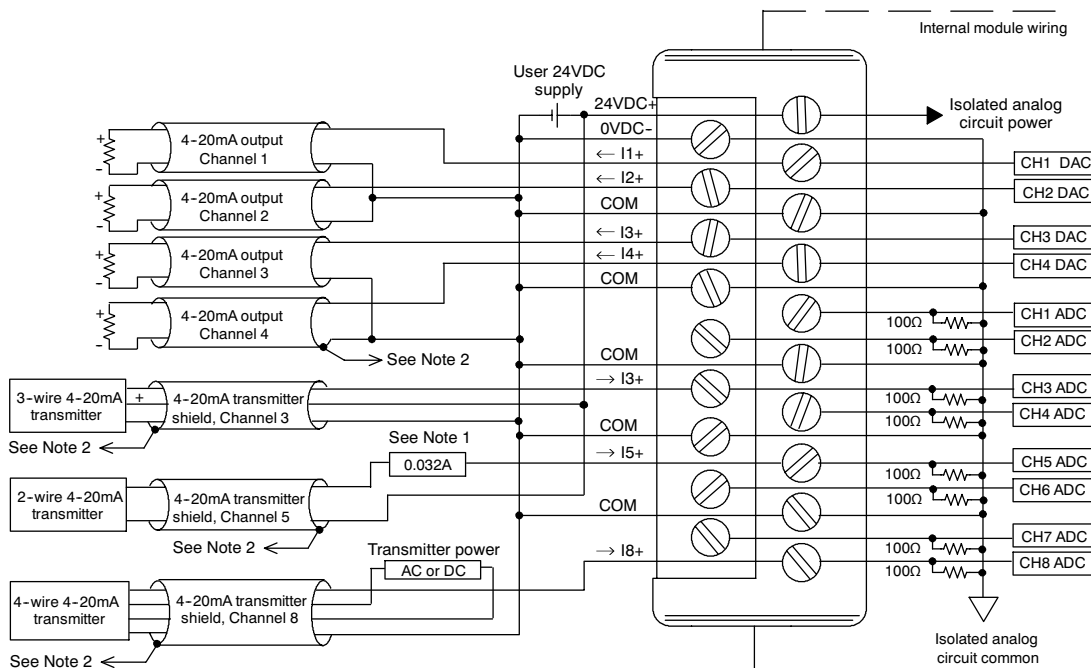 Internal module wiring
User 24VDC
supply
24VDC+
0VDC-
Isolated analog
circuit power
+
-
4-20mA output
Channel 1
← I1+
CH1 DAC
+
-
4-20mA output
Channel 2
← I2+
CH2 DAC
COM
+
-
4-20mA output
Channel 3
← I3+
CH3 DAC
← I4+
CH4 DAC
COM
+
-
4-20mA output
Channel 4
See Note 2
100Ω
CH1 ADC
100Ω
CH2 ADC
COM
3-wire 4-20mA
transmitter
+
4-20mA transmitter
shield, Channel 3
→ I3+
100Ω
CH3 ADC
100Ω
CH4 ADC
See Note 2
COM
See Note 1
0.032A
→ I5+
100Ω
CH5 ADC
2-wire 4-20mA
transmitter
4-20mA transmitter
shield, Channel 5
100Ω
CH6 ADC
COM
See Note 2
Transmitter power
AC or DC
→ I8+
100Ω
CH7 ADC
100Ω
CH8 ADC
4-wire 4-20mA
transmitter
4-20mA transmitter
shield, Channel 8
See Note 2
Isolated analog
circuit common